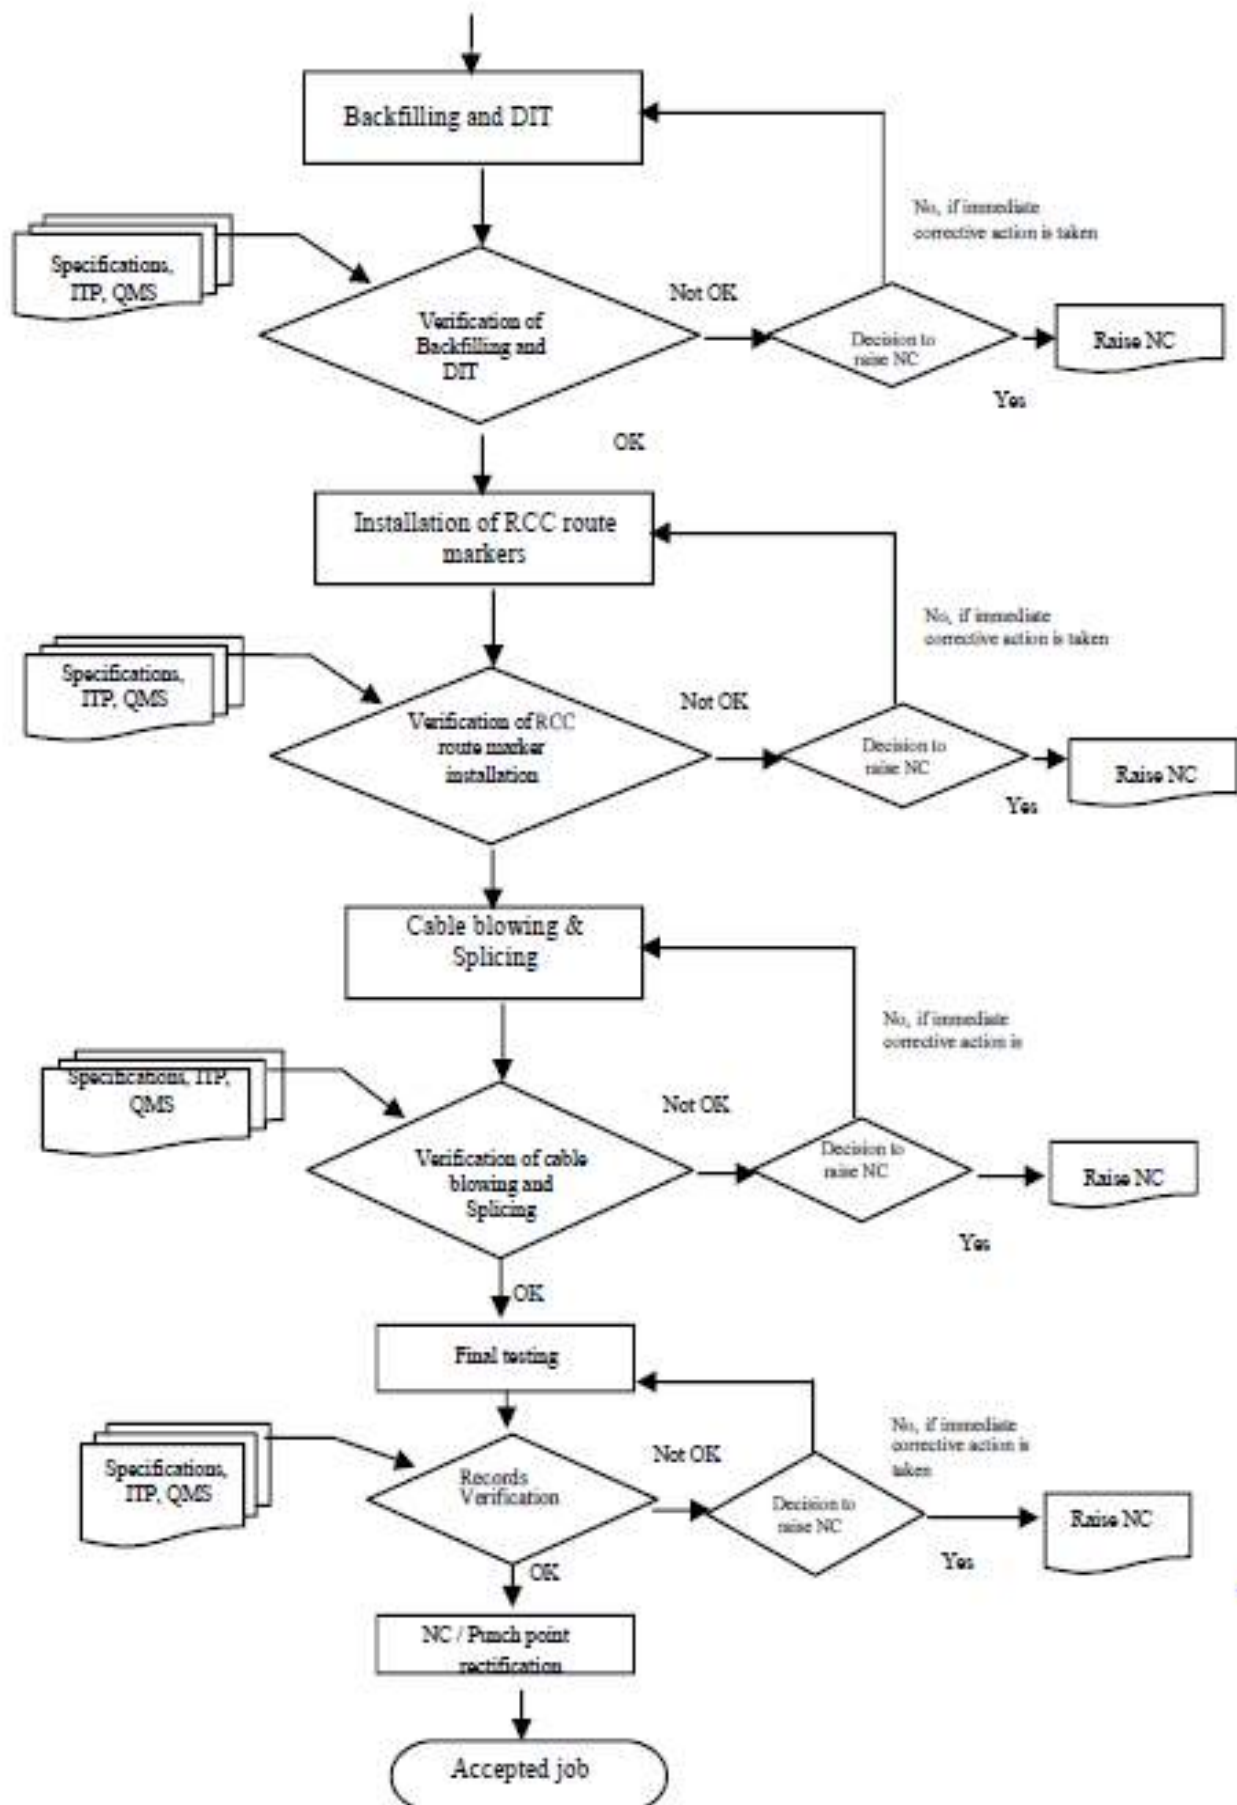 Backfilling and DIT
No, if immediate
corrective action is taken
Specifications,
ITP, QMS
Not OK
Verification of
Backfilling and
DIT
Decision to
raise NC
Raise NC
Yes
OK
Installation of RCC route
markers
No, if immediate
corrective action is taken
Specifications,
ITP, QMS
Not OK
Verification of RCC
route marker
installation
Decision to
raise NC
Raise NC
Yes
Cable blowing &
Splicing
No, if immediate
corrective action is
Specifications, ITP,
QMS
Not OK
Verification of cable
blowing and
Splicing
Decision to
raise NC
Raise NC
Yes
OK
Final testing
No, if immediate
corrective action is
taken
Specifications,
ITP, QMS
Not OK
Records
Verification
Decision to
raise NC
Raise NC
Yes
OK
NC / Punch point
rectification
Accepted job